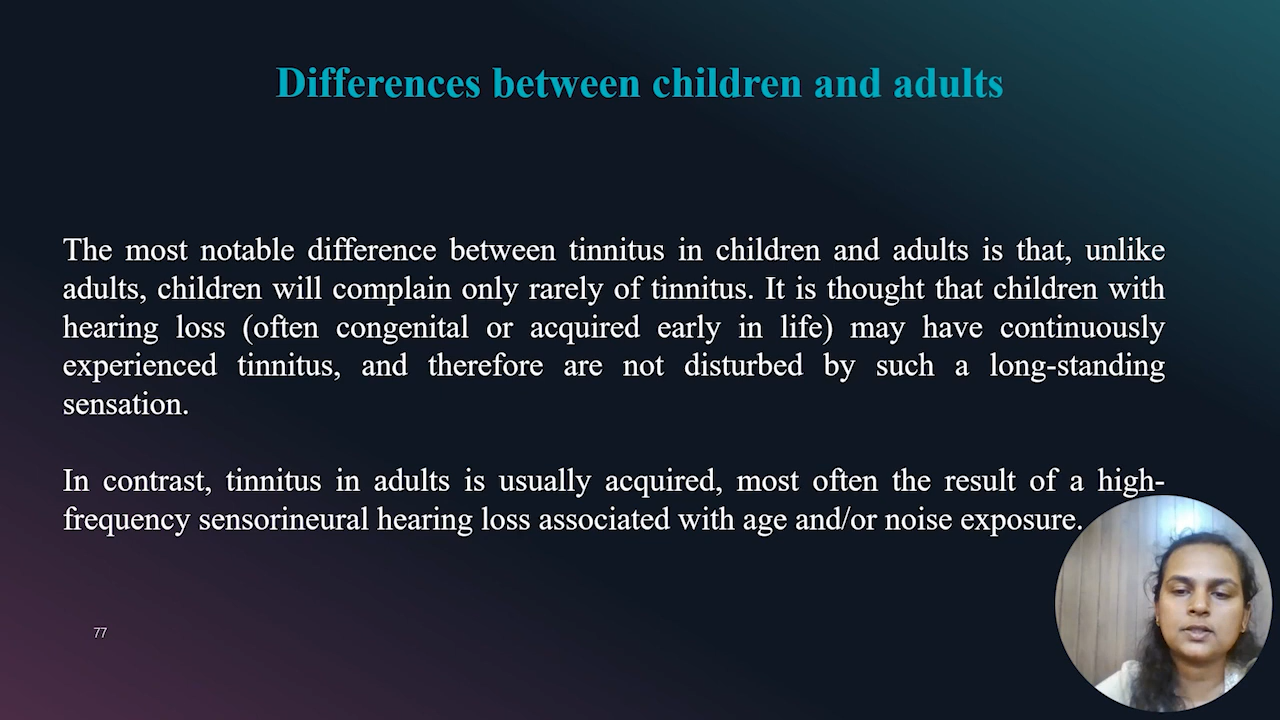 Differences between children and adults
The most notable difference between tinnitus in children and adults is that, unlike
adults, children will complain only rarely of tinnitus. It is thought that children with
hearing loss (often congenital or acquired early in life) may have continuously
experienced tinnitus, and therefore are not disturbed by such a long-standing
sensation.
In contrast, tinnitus in adults is usually acquired, most often the result of a high-
frequency sensorineural hearing loss associated with age and/or noise exposure.
77